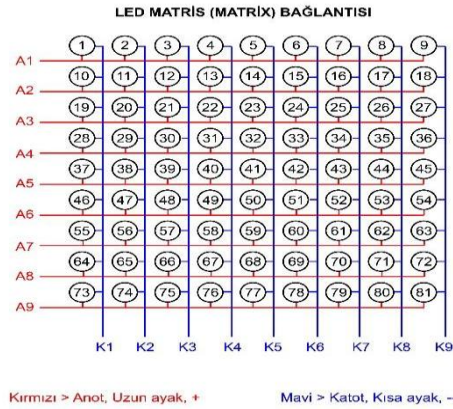 LED MATRİS (MATRİX) BAĞLANTISI
1 2 3 4 5 6 7 8 9
A1
10 11 12 13 14 15 16 17 18
A2
19 20 21 22 23 24 25 26 27
A3
28 29 30 31 32 33 34 35 36
A4
37 38 39 40 41 42 43 44 45
A5
46 47 48 49 50 51 52 53 54
A6
55 56 57 58 59 60 61 62 63
A7
64 65 66 67 68 69 70 71 72
A8
73 74 75 76 77 78 79 80 81
A9
K1 K2 K3 K4 K5 K6 K7 K8 K9
Kırmızı > Anot, Uzun ayak, + Mavi > Katot, Kısa ayak, --